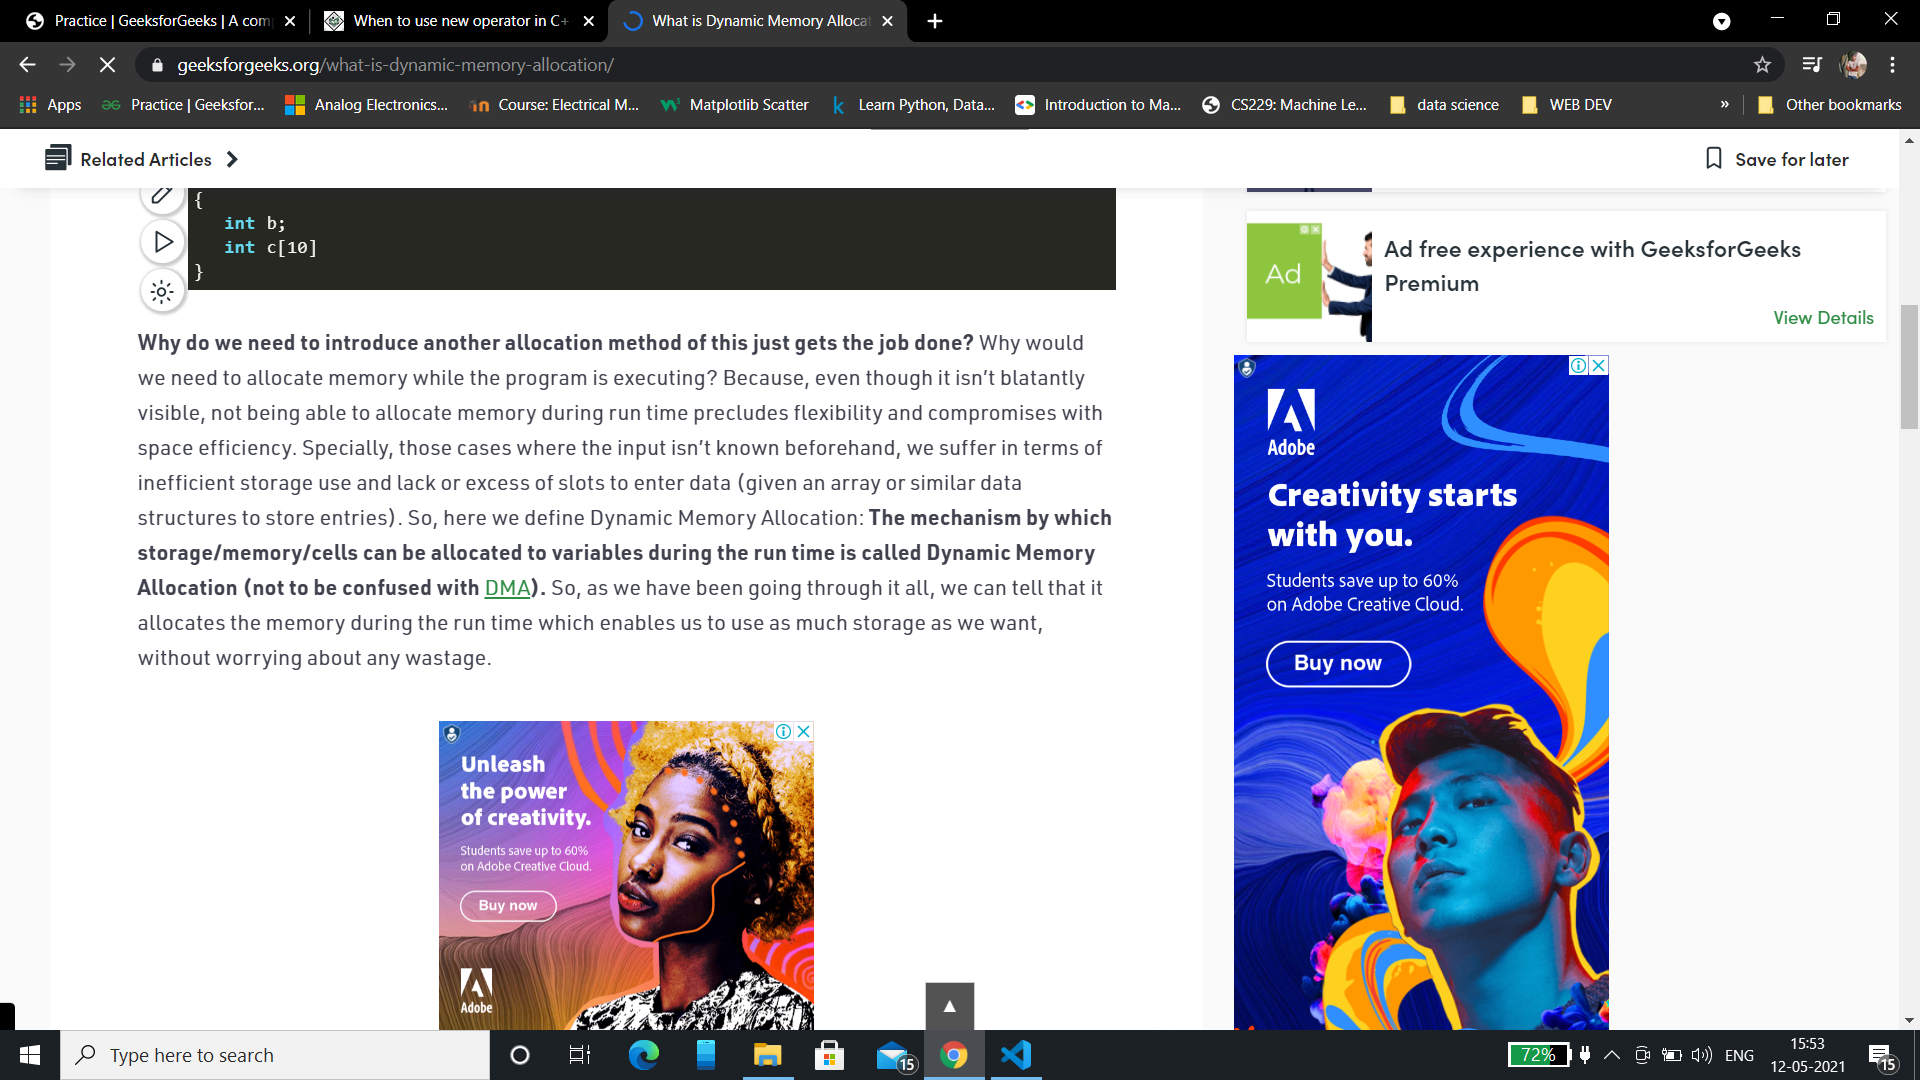 Practice | GeeksforGeeks | A com
When to use new operator in C+
What is Dynamic Memory Allocat
geeksforgeeks.org/what-is-dynamic-memory-allocation/
Apps
Practice | Geeksfor...
Analog Electronics...
Course: Electrical M...
Matplotlib Scatter
Learn Python, Data...
Introduction to Ma...
CS229: Machine Le...
data science
WEB DEV
»
Other bookmarks
Related Articles
Save for later
{
int b;
int c[10]
}
Why do we need to introduce another allocation method of this just gets the job done? Why would
we need to allocate memory while the program is executing? Because, even though it isn’t blatantly
visible, not being able to allocate memory during run time precludes flexibility and compromises with
space efficiency. Specially, those cases where the input isn’t known beforehand, we suffer in terms of
inefficient storage use and lack or excess of slots to enter data (given an array or similar data
structures to store entries). So, here we define Dynamic Memory Allocation: The mechanism by which
storage/memory/cells can be allocated to variables during the run time is called Dynamic Memory
Allocation (not to be confused with DMA). So, as we have been going through it all, we can tell that it
allocates the memory during the run time which enables us to use as much storage as we want,
without worrying about any wastage.
Unleash
the power
of creativity.
Students save up to 60%
on Adobe Creative Cloud.
Buy now
Adobe
Ad
Ad free experience with GeeksforGeeks
Premium
View Details
Adobe
Creativity starts
with you.
Students save up to 60%
on Adobe Creative Cloud.
Buy now
Type here to search
15
72%
ENG
15:53
12-05-2021
15